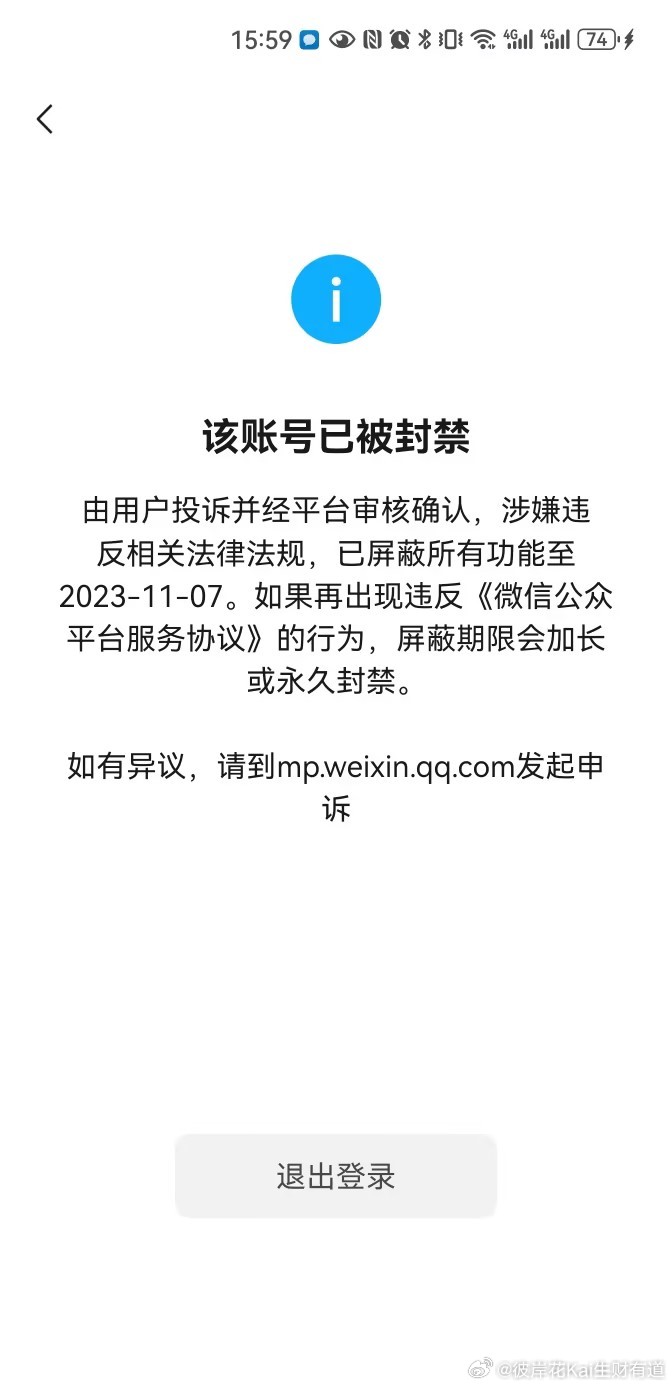 15:59 4G 4G 74
该账号已被封禁
由用户投诉并经平台审核确认，涉嫌违
反相关法律法规，已屏蔽所有功能至
2023-11-07。如果再出现违反《微信公众
平台服务协议》的行为，屏蔽期限会加长
或永久封禁。
如有异议，请到mp.weixin.qq.com发起申
诉
退出登录
@彼岸花Kai生财有道